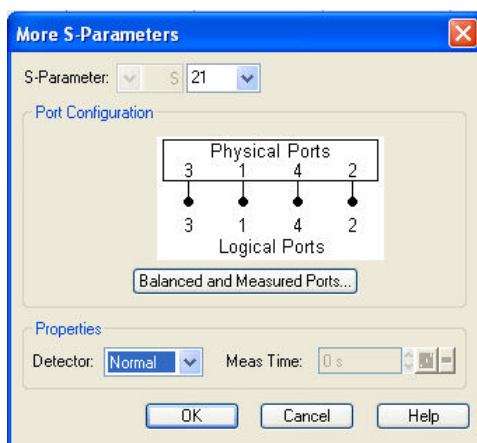 More S-Parameters
S-Parameter: S 21
Port Configuration
Physical Ports
3 1 4 2
3 1 4 2
Logical Ports
Balanced and Measured Ports...
Properties
Detector: Normal Meas Time: 0 s
OK Cancel Help